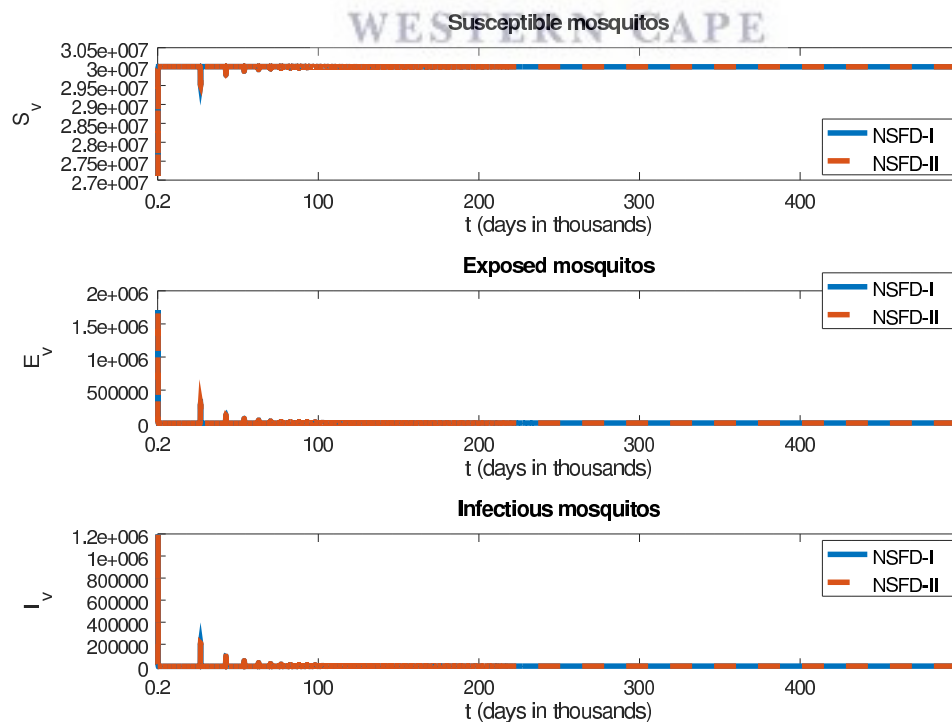 WESTERN CAPE
Susceptible mosquitos
3.05e+007
3e+007
2.95e+007
2.9e+007
2.85e+007
2.8e+007
2.75e+007
2.7e+007
S_v
NSFD-I
NSFD-II
0.2 100 200 300 400
t (days in thousands)
Exposed mosquitos
2e+006
1.5e+006
1e+006
500000
0
E_v
NSFD-I
NSFD-II
0.2 100 200 300 400
t (days in thousands)
Infectious mosquitos
1.2e+006
1e+006
800000
600000
400000
200000
0
I_v
NSFD-I
NSFD-II
0.2 100 200 300 400
t (days in thousands)